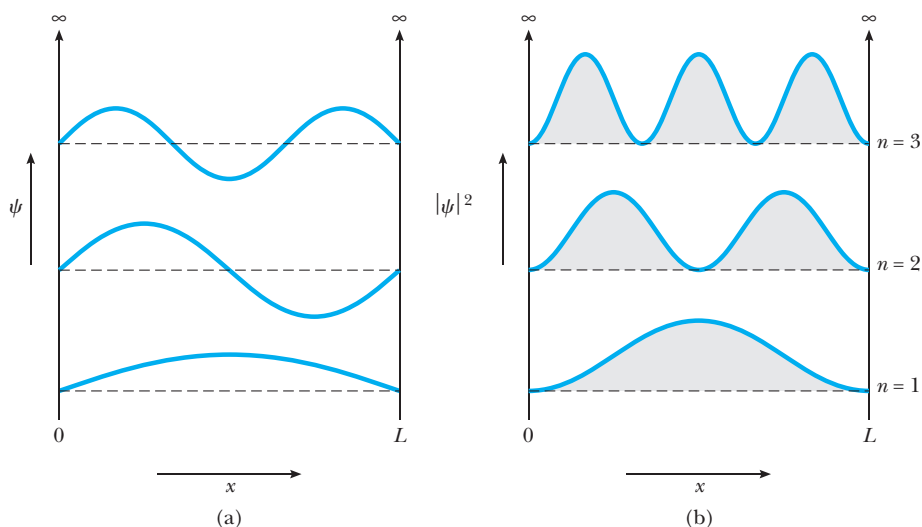 ∞ ∞ ∞ ∞
n = 3
ψ |ψ|²
n = 2
n = 1
0 L 0 L
x x
(a) (b)